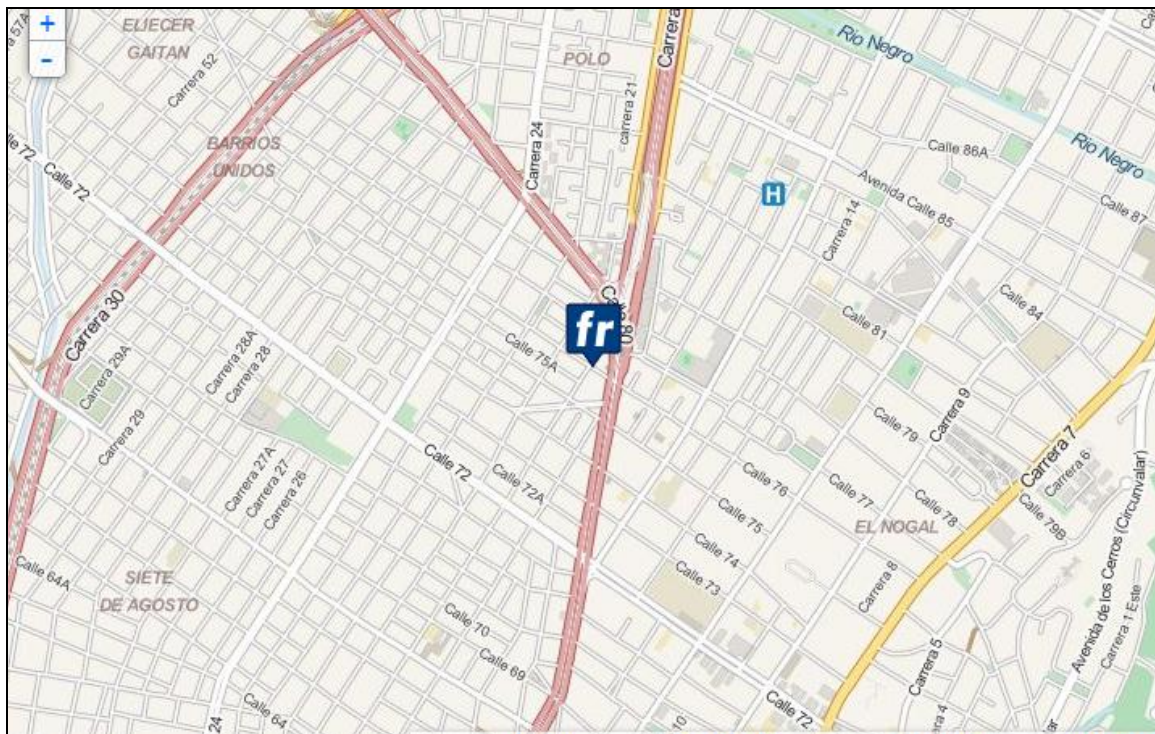 +
-
ELIECER
GAITAN
POLO
Carrera
Rio Negro
Carrera 52
carrera 21
Calle 72
BARRIOS
UNIDOS
Carrera 24
Calle 86A
Rio Negro
Calle 72
H
Avenida Calle 85
Calle 87
Carrera 14
Carrera 30
Calle 80
fr
Calle 84
Calle 81
Carrera 28A
Carrera 28
Calle 75A
Carrera 29A
Carrera 29
Calle 79
Carrera 9
Carrera 7
Carrera 27A
Carrera 27
Carrera 26
Calle 72
Calle 72A
Calle 76
Calle 77
Calle 78
Carrera 6
Calle 79B
Calle 75
Calle 74
Calle 73
EL NOGAL
Carrera 8
Avenida de los Cerros (Circunvalar)
Carrera 1 Este
Calle 64A
SIETE
DE AGOSTO
Calle 70
Calle 69
Calle 64
24
10
Calle 72
Carrera 5